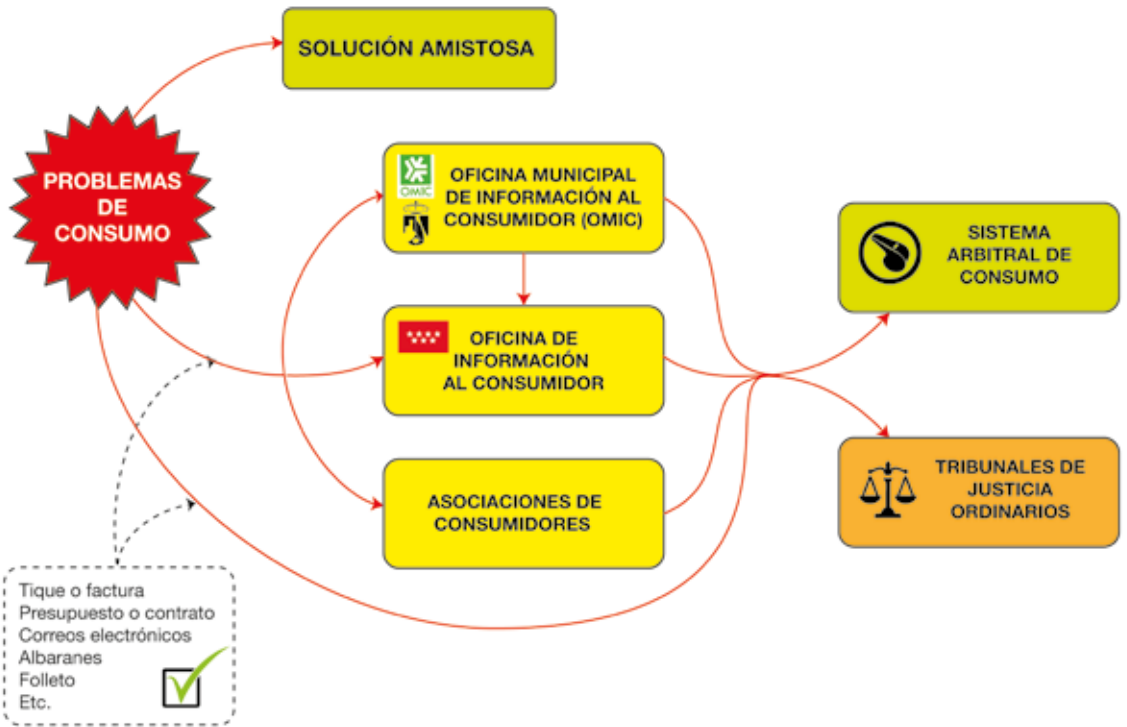 SOLUCIÓN AMISTOSA
PROBLEMAS
DE
CONSUMO
OMIC
OFICINA MUNICIPAL
DE INFORMACIÓN AL
CONSUMIDOR (OMIC)
OFICINA DE
INFORMACIÓN
AL CONSUMIDOR
ASOCIACIONES DE
CONSUMIDORES
SISTEMA
ARBITRAL DE
CONSUMO
TRIBUNALES DE
JUSTICIA
ORDINARIOS
Tique o factura
Presupuesto o contrato
Correos electrónicos
Albaranes
Folleto
Etc.